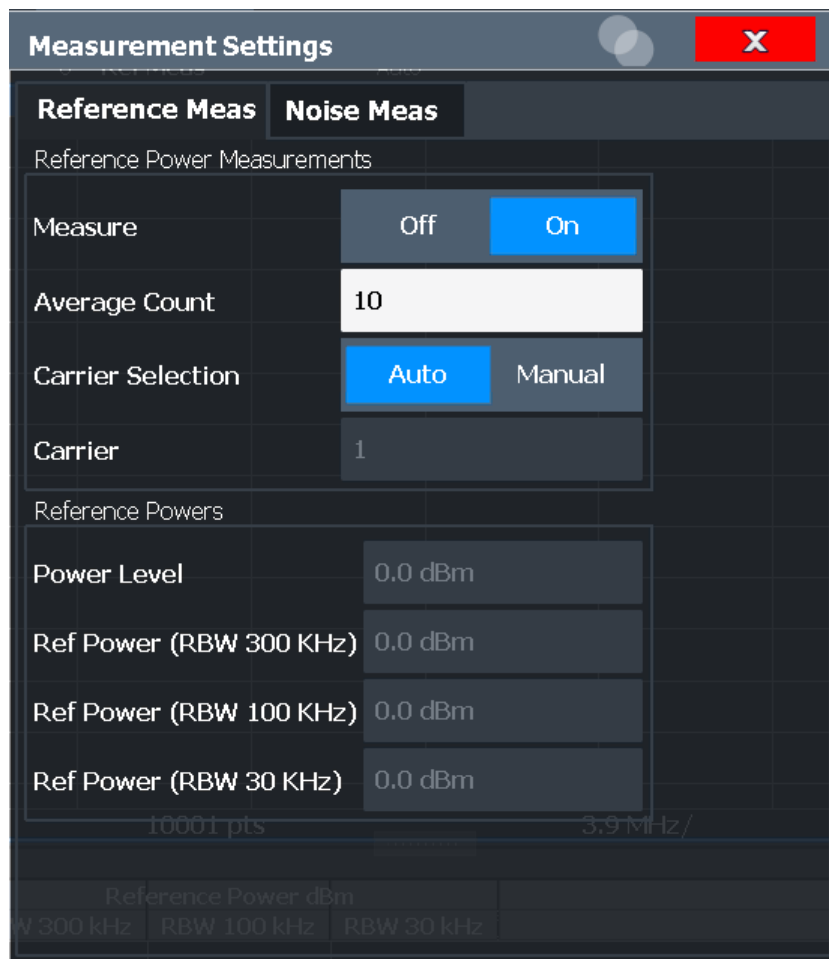 Measurement Settings
X
Reference Meas Noise Meas
Reference Power Measurements
Measure Off On
Average Count 10
Carrier Selection Auto Manual
Carrier 1
Reference Powers
Power Level 0.0 dBm
Ref Power (RBW 300 KHz) 0.0 dBm
Ref Power (RBW 100 KHz) 0.0 dBm
Ref Power (RBW 30 KHz) 0.0 dBm
10001 pts 3.9 MHz/
Reference Power dBm
W 300 kHz RBW 100 kHz RBW 30 kHz